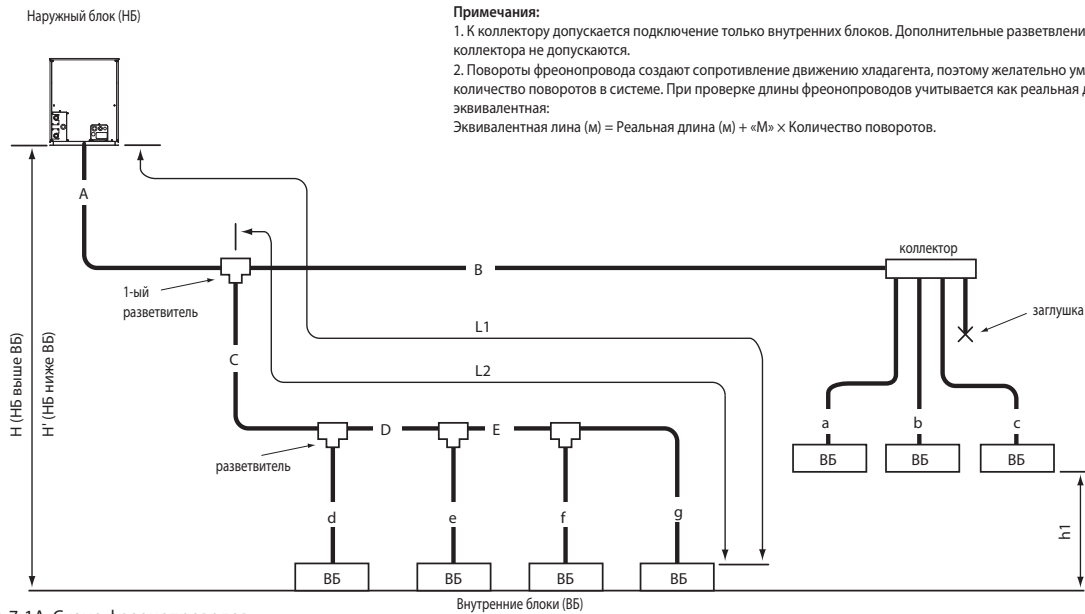 Наружный блок (НБ)
Примечания:
1. К коллектору допускается подключение только внутренних блоков. Дополнительные
коллектора не допускаются.
2. Повороты фреонопровода создают сопротивление движению хладагента, поэтому желательно
количество поворотов в системе. При проверке длины фреонопроводов учитывается как реальная
эквивалентная:
Эквивалентная лина (м) = Реальная длина (м) + «М» × Количество поворотов.
A
B
коллектор
1-ый
разветвитель
заглушка
L1
L2
C
H (НБ выше ВБ)
H' (НБ ниже ВБ)
D
E
a
b
c
разветвитель
ВБ
ВБ
ВБ
d
e
f
g
h1
ВБ
ВБ
ВБ
ВБ
Внутренние блоки (ВБ)